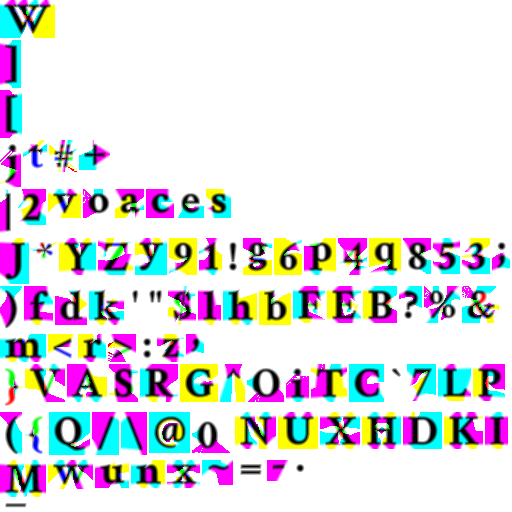 W
]
[
j t # +
| 2 v o a c e s
J * Y Z y 9 1 ! g 6 p 4 q 8 5 3 ;
) f d k ' " $ l h b F E B ? % &
m < r > : z ,
} V / A S R G ^ O i T C ` 7 L P
( { Q / \ @ 0 N U X H D K I
M w u n x ~ = - .
_